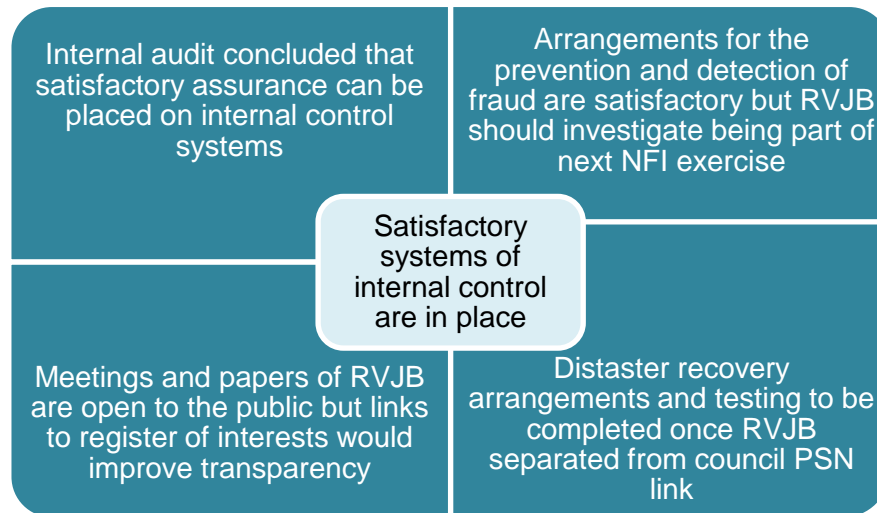 Internal audit concluded that
satisfactory assurance can be
placed on internal control
systems
Arrangements for the
prevention and detection of
fraud are satisfactory but RVJB
should investigate being part of
next NFI exercise
Satisfactory
systems of
internal control
are in place
Meetings and papers of RVJB
are open to the public but links
to register of interests would
improve transparency
Distaster recovery
arrangements and testing to be
completed once RVJB
separated from council PSN
link